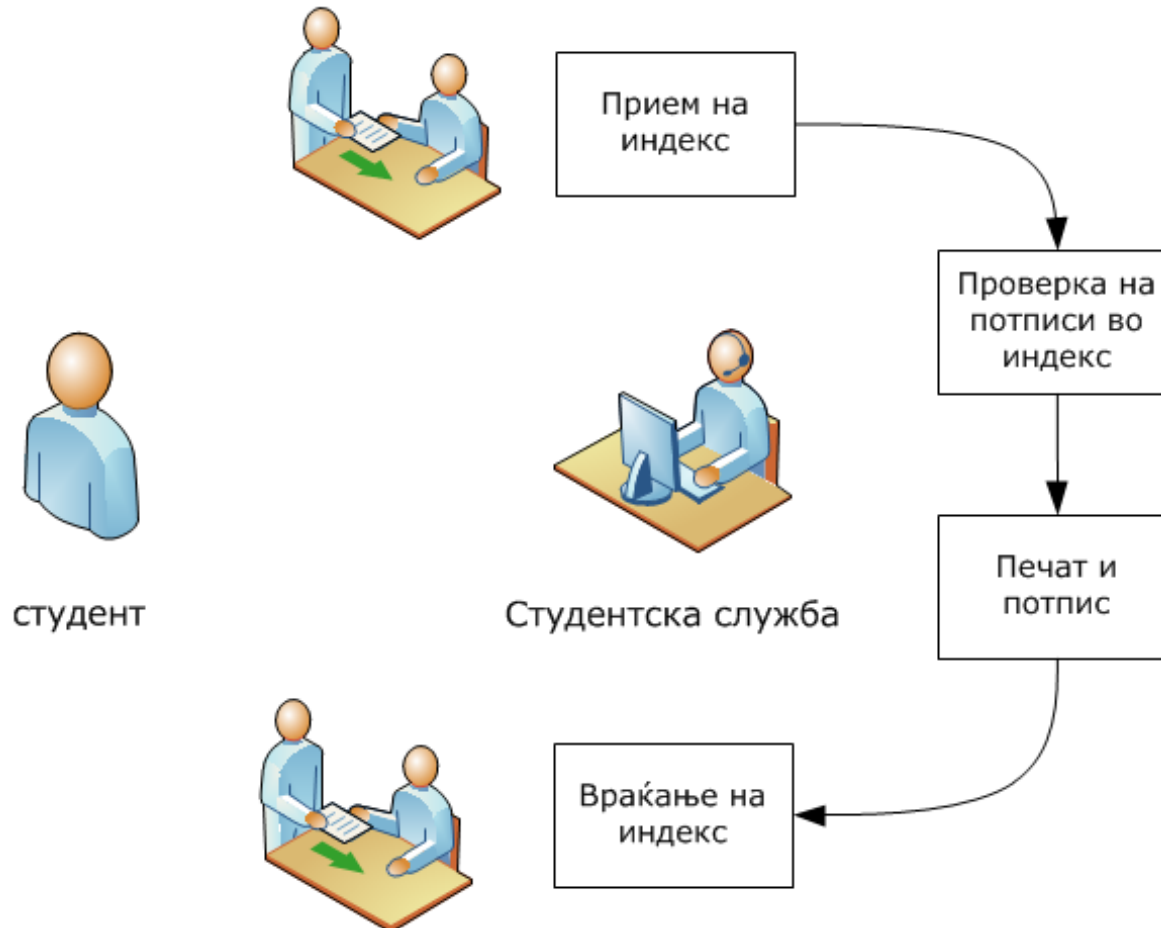 Прием на
индекс
Проверка на
потписи во
индекс
студент
Студентска служба
Печат и
потпис
Враќање на
индекс